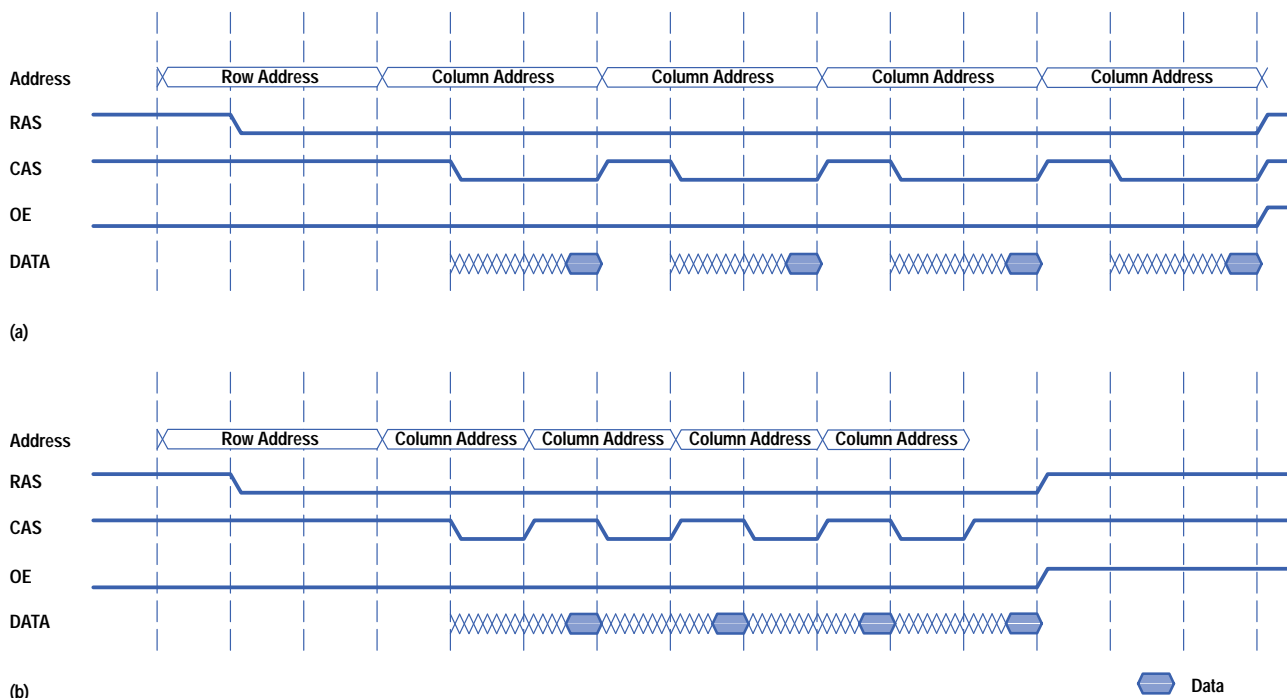 Address Row Address Column Address Column Address Column Address Column Address
RAS
CAS
OE
DATA
(a)
Address Row Address Column Address Column Address Column Address Column Address
RAS
CAS
OE
DATA
(b) Data